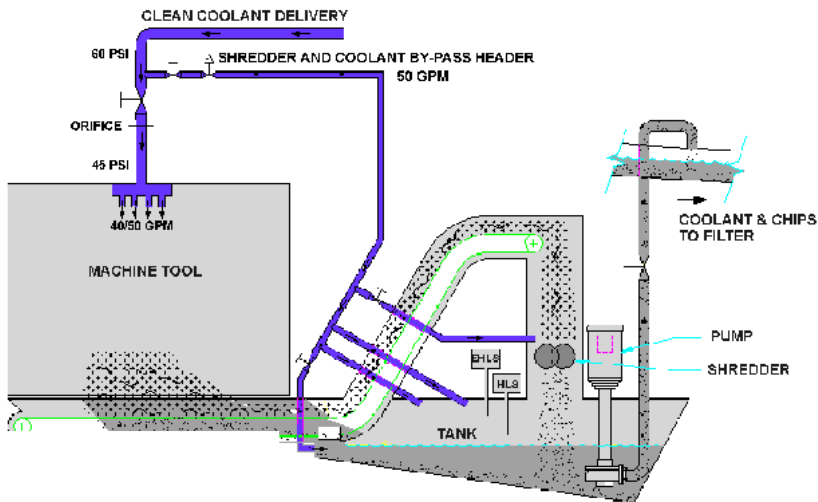 CLEAN COOLANT DELIVERY
60 PSI
SHREDDER AND COOLANT BY-PASS HEADER
50 GPM
ORIFICE
45 PSI
40/50 GPM
MACHINE TOOL
COOLANT & CHIPS
TO FILTER
PUMP
SHREDDER
EHLS
HLS
TANK